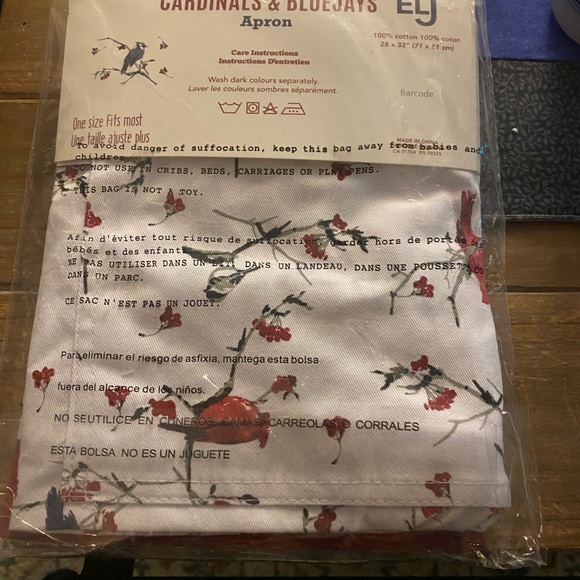 CARDINALS & BLUEJAYS
Apron
ELJ
100% cotton 100% coton
28 x 32" (71 x 81 cm)
Care Instructions
Instructions D'entretien
Wash dark colours separately.
Laver les couleurs sombres séparément.
Barcode
One size Fits most
Une taille ajuste plus
MADE IN CHINA
To avoid danger of suffocation, keep this bag away from babies and
children.
DO NOT USE IN CRIBS, BEDS, CARRIAGES OR PLAYPENS.
THIS BAG IS NOT A TOY.
Afin d'éviter tout risque de suffocation, garder hors de portée
bébés et des enfants
NE PAS UTILISER DANS UN LIT, DANS UN LANDEAU, DANS UNE POUSSETTE OU
DANS UN PARC.
CE SAC N'EST PAS UN JOUET.
Para eliminar el riesgo de asfixia, mantega esta bolsa
fuera del alcance de los niños.
NO SEUTILICE EN CUNEROS, CAMAS, CARREOLAS O CORRALES
ESTA BOLSA NO ES UN JUGUETE